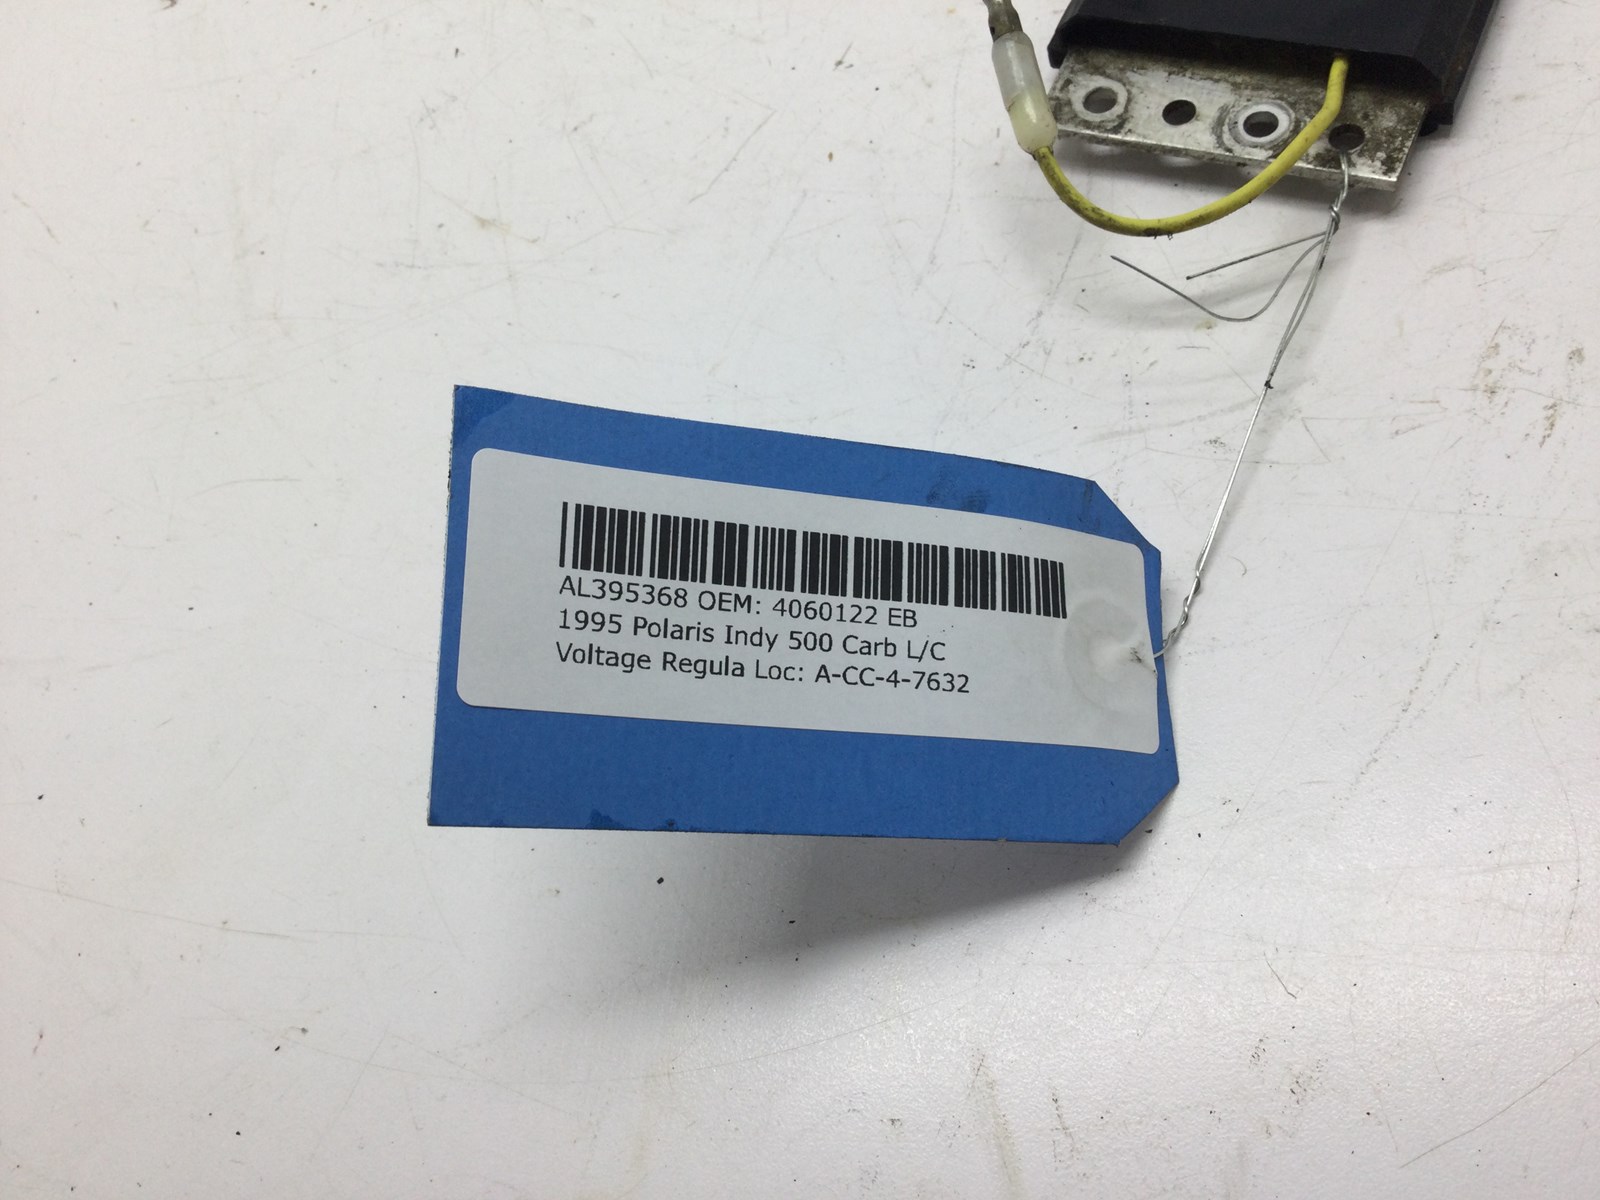 AL395368 OEM: 4060122 EB
1995 Polaris Indy 500 Carb L/C
Voltage Regula Loc: A-CC-4-7632